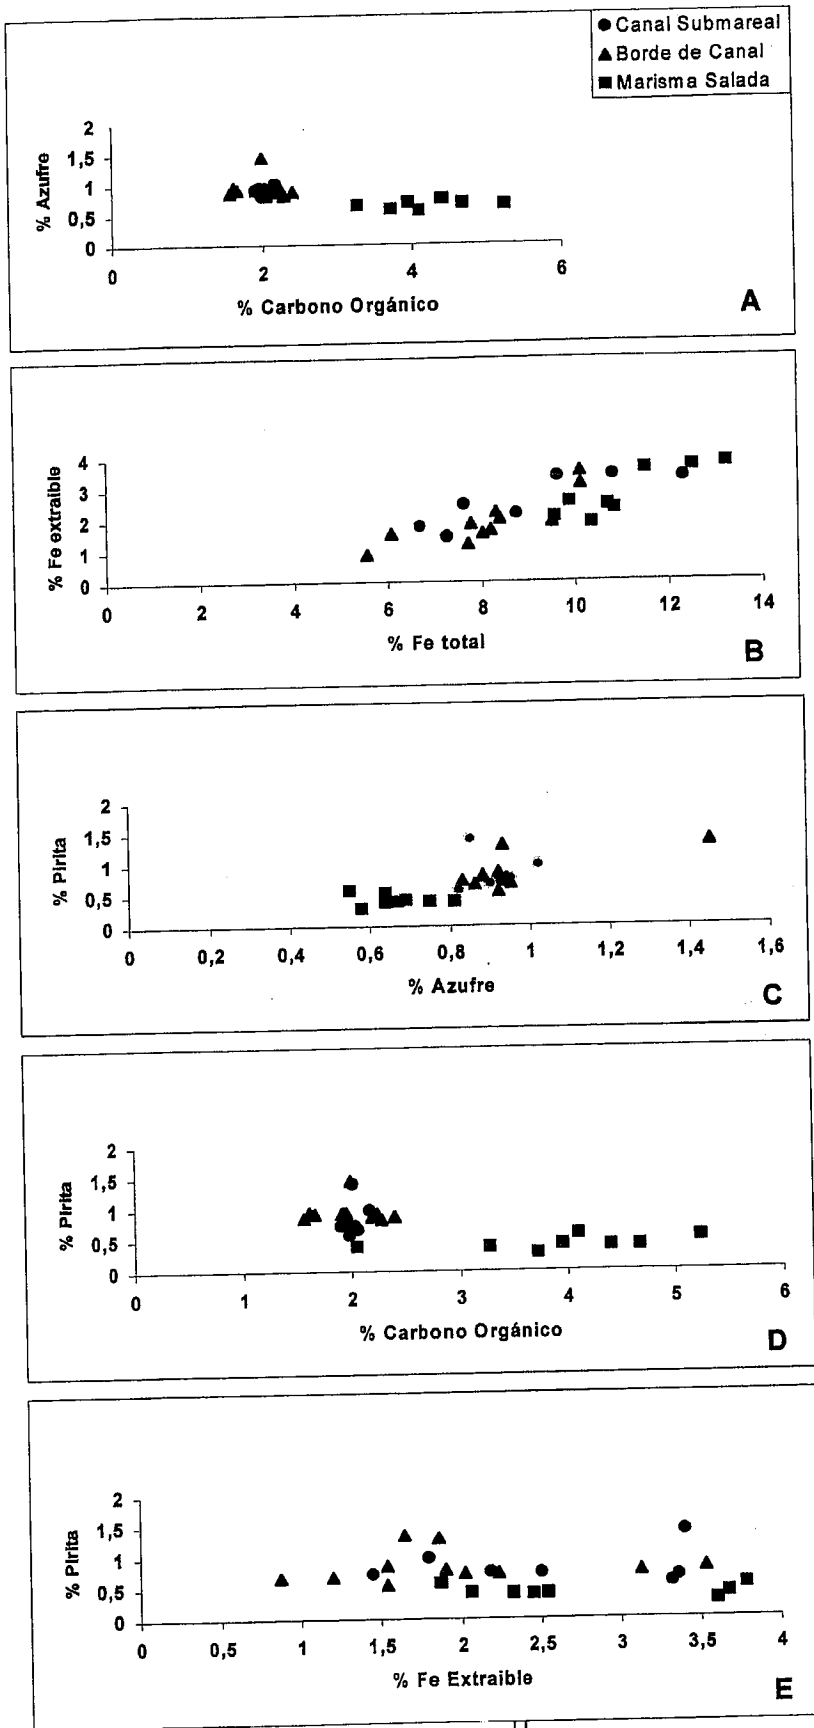 Canal Submareal
Borde de Canal
Marisma Salada
2
1,5
1
0,5
0
% Azufre
0 2 4 6
% Carbono Orgánico
A
4
3
2
1
0
% Fe extraible
0 2 4 6 8 10 12 14
% Fe total
B
2
1,5
1
0,5
0
% Pirita
0 0,2 0,4 0,6 0,8 1 1,2 1,4 1,6
% Azufre
C
2
1,5
1
0,5
0
% Pirita
0 1 2 3 4 5 6
% Carbono Orgánico
D
2
1,5
1
0,5
0
% Pirita
0 0,5 1 1,5 2 2,5 3 3,5 4
% Fe Extraible
E